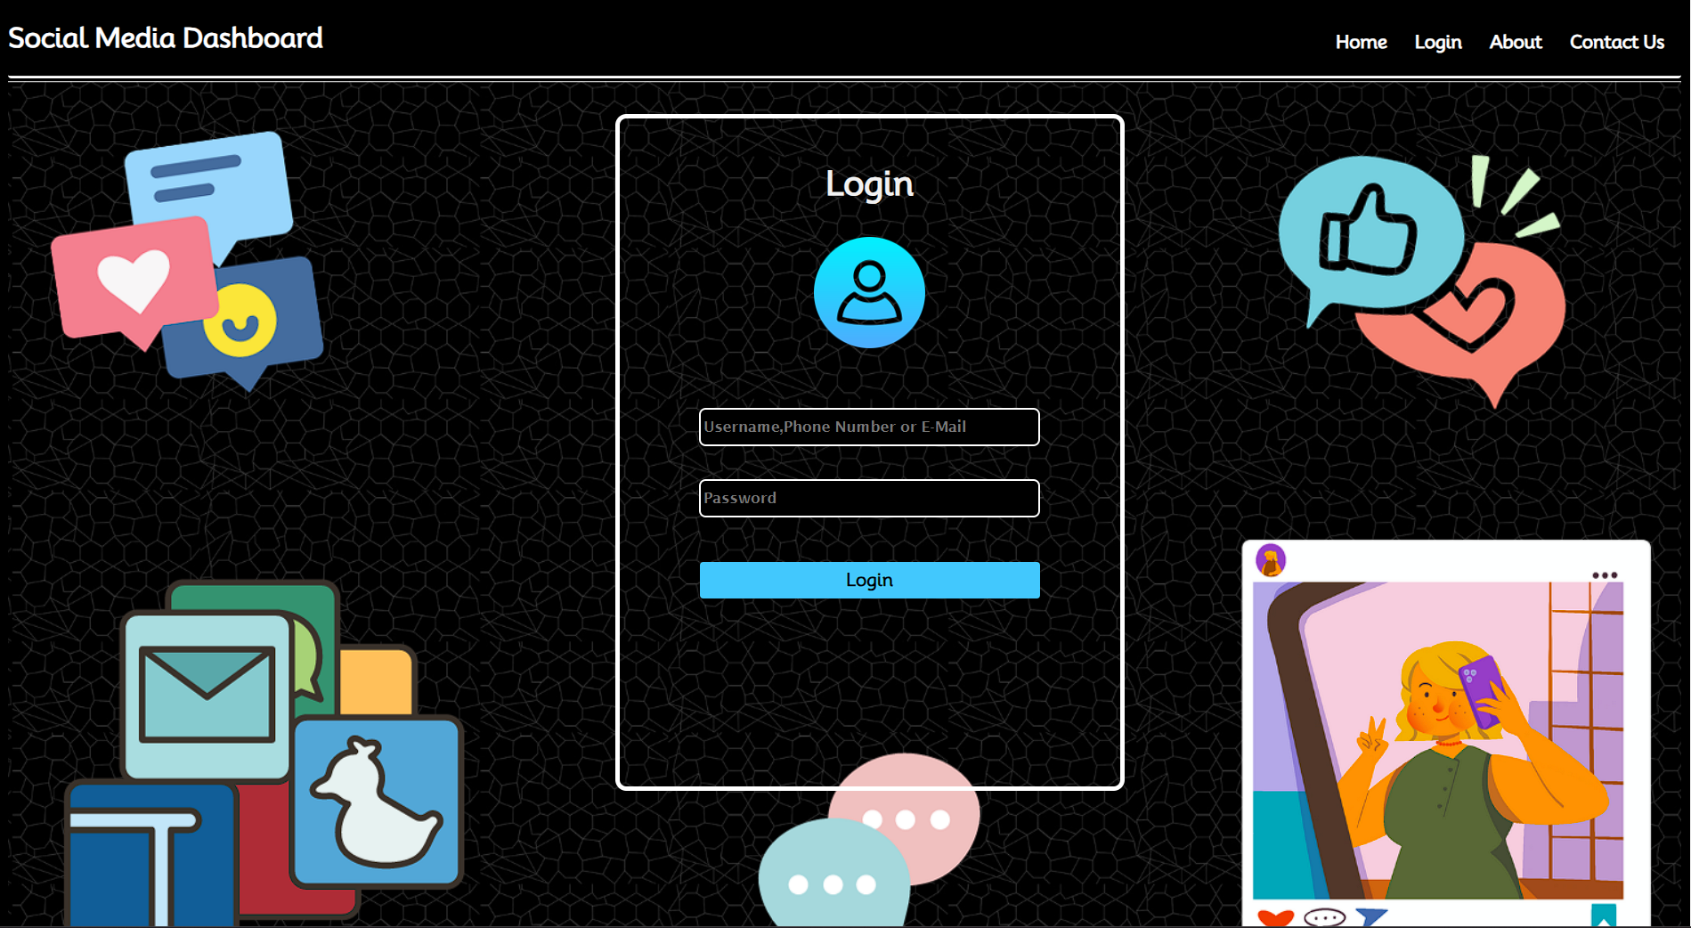 Social Media Dashboard
Home Login About Contact Us
Login
Username,Phone Number or E-Mail
Password
Login